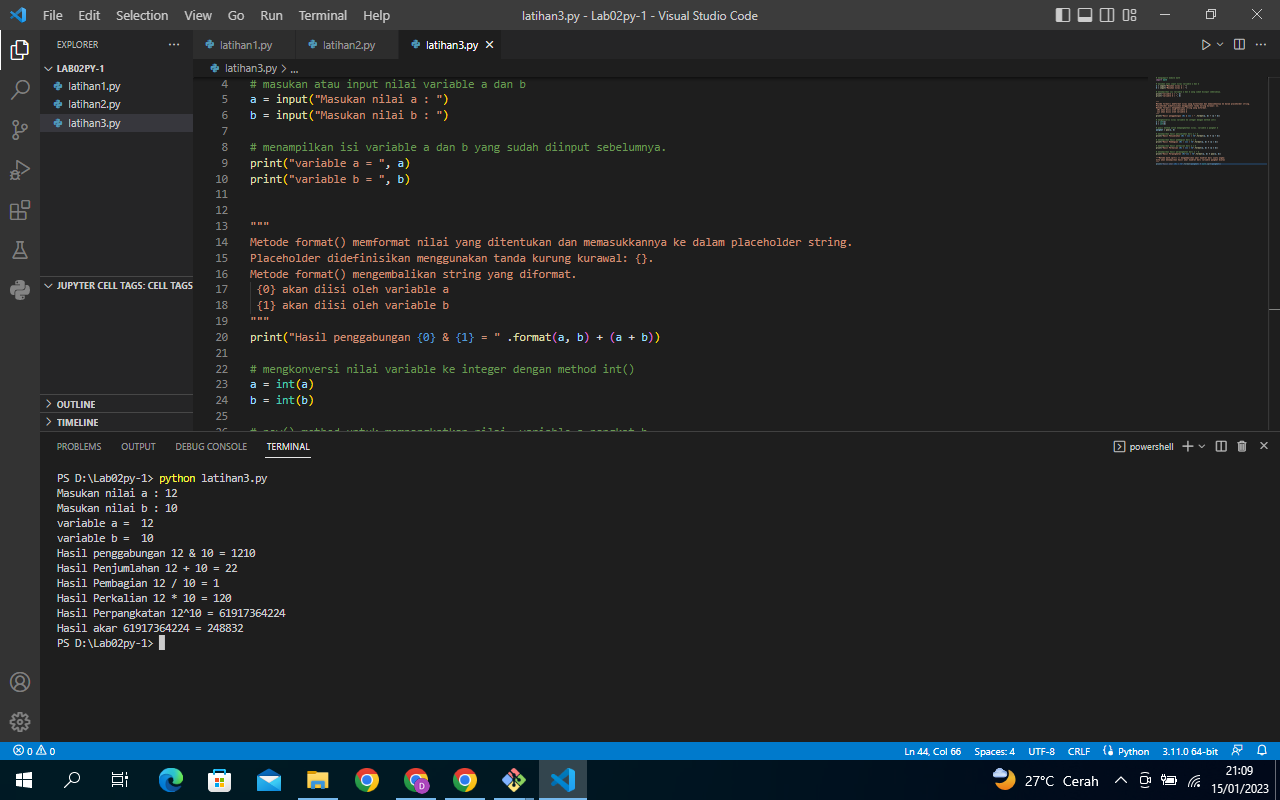 File Edit Selection View Go Run Terminal Help latihan3.py - Lab02py-1 - Visual Studio Code
EXPLORER ...
LAB02PY-1
latihan1.py
latihan2.py
latihan3.py
JUPYTER CELL TAGS: CELL TAGS
OUTLINE
TIMELINE
latihan1.py latihan2.py latihan3.py
latihan3.py > ...
4 # masukan atau input nilai variable a dan b
5 a = input("Masukan nilai a : ")
6 b = input("Masukan nilai b : ")
7
8 # menampilkan isi variable a dan b yang sudah diinput sebelumnya.
9 print("variable a = ", a)
10 print("variable b = ", b)
11
12
13 """
14 Metode format() memformat nilai yang ditentukan dan memasukkannya ke dalam placeholder string.
15 Placeholder didefinisikan menggunakan tanda kurung kurawal: {}.
16 Metode format() mengembalikan string yang diformat.
17 {0} akan diisi oleh variable a
18 {1} akan diisi oleh variable b
19 """
20 print("Hasil penggabungan {0} & {1} = " .format(a, b) + (a + b))
21
22 # mengkonversi nilai variable ke integer dengan method int()
23 a = int(a)
24 b = int(b)
25
PROBLEMS OUTPUT DEBUG CONSOLE TERMINAL powershell
PS D:\Lab02py-1> python latihan3.py
Masukan nilai a : 12
Masukan nilai b : 10
variable a =  12
variable b =  10
Hasil penggabungan 12 & 10 = 1210
Hasil Penjumlahan 12 + 10 = 22
Hasil Pembagian 12 / 10 = 1
Hasil Perkalian 12 * 10 = 120
Hasil Perpangkatan 12^10 = 61917364224
Hasil akar 61917364224 = 248832
PS D:\Lab02py-1>
0 0 Ln 44, Col 66 Spaces: 4 UTF-8 CRLF Python 3.11.0 64-bit
D 27°C Cerah 21:09
15/01/2023